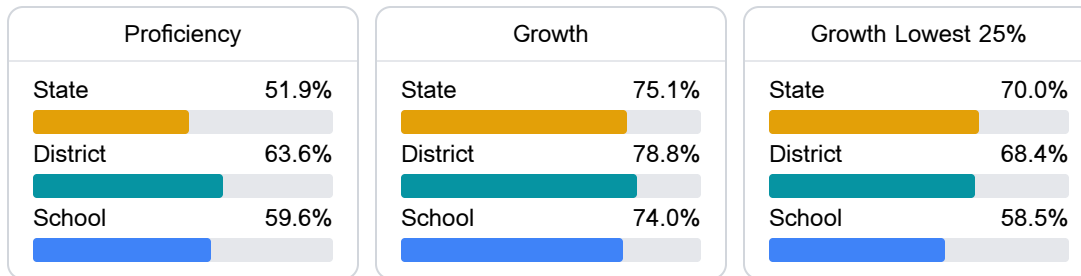 Proficiency
State 51.9%
District 63.6%
School 59.6%
Growth
State 75.1%
District 78.8%
School 74.0%
Growth Lowest 25%
State 70.0%
District 68.4%
School 58.5%